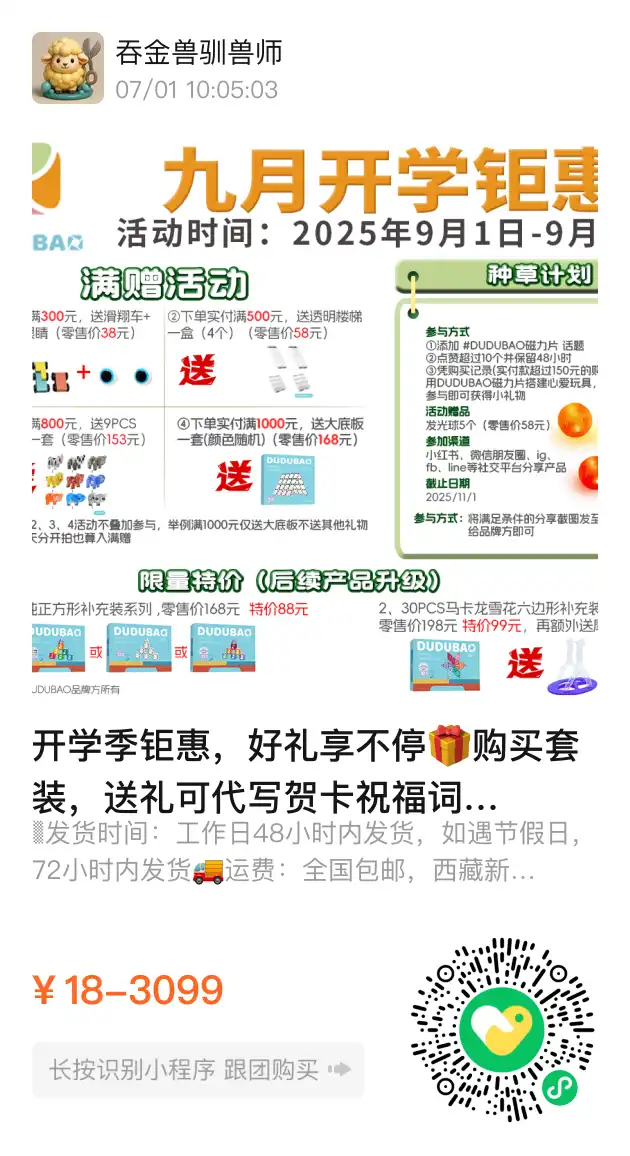 吞金兽驯兽师
07/01 10:05:03
九月开学钜惠
BAO
活动时间：2025年9月1日-9月
满赠活动
种草计划
满300元，送滑翔车+
眼睛（零售价38元）
②下单实付满500元，送透明楼梯
一盒（4个）（零售价58元）
+
送
满800元，送9PCS
一套（零售价153元）
④下单实付满1000元，送大底板
一套(颜色随机)（零售价168元）
送
DUDUBAO
2、3、4活动不叠加参与，举例满1000元仅送大底板不送其他礼物
天分开拍也算入满赠
参与方式
①添加 #DUDUBAO磁力片 话题
②点赞超过10个并保留48小时
③凭购买记录(实付款超过150元的购
用DUDUBAO磁力片搭建心爱玩具，
参与即可获得小礼物
活动赠品
发光球5个（零售价58元）
参加渠道
小红书、微信朋友圈、ig、
fb、line等社交平台分享产品
截止日期
2025/11/1
参与方式：将满足条件的分享截图发至
给品牌方即可
限量特价（后续产品升级）
纯正方形补充装系列 ,零售价168元 特价88元
DUDUBAO
或
DUDUBAO
或
DUDUBAO
UDUBAO品牌方所有
2、30PCS马卡龙雪花六边形补充装
零售价198元 特价99元，再额外送
DUDUBAO
送
开学季钜惠，好礼享不停🎁购买套
装，送礼可代写贺卡祝福词...
发货时间：工作日48小时内发货，如遇节假日，
72小时内发货🚚运费：全国包邮，西藏新...
¥ 18-3099
长按识别小程序 跟团购买